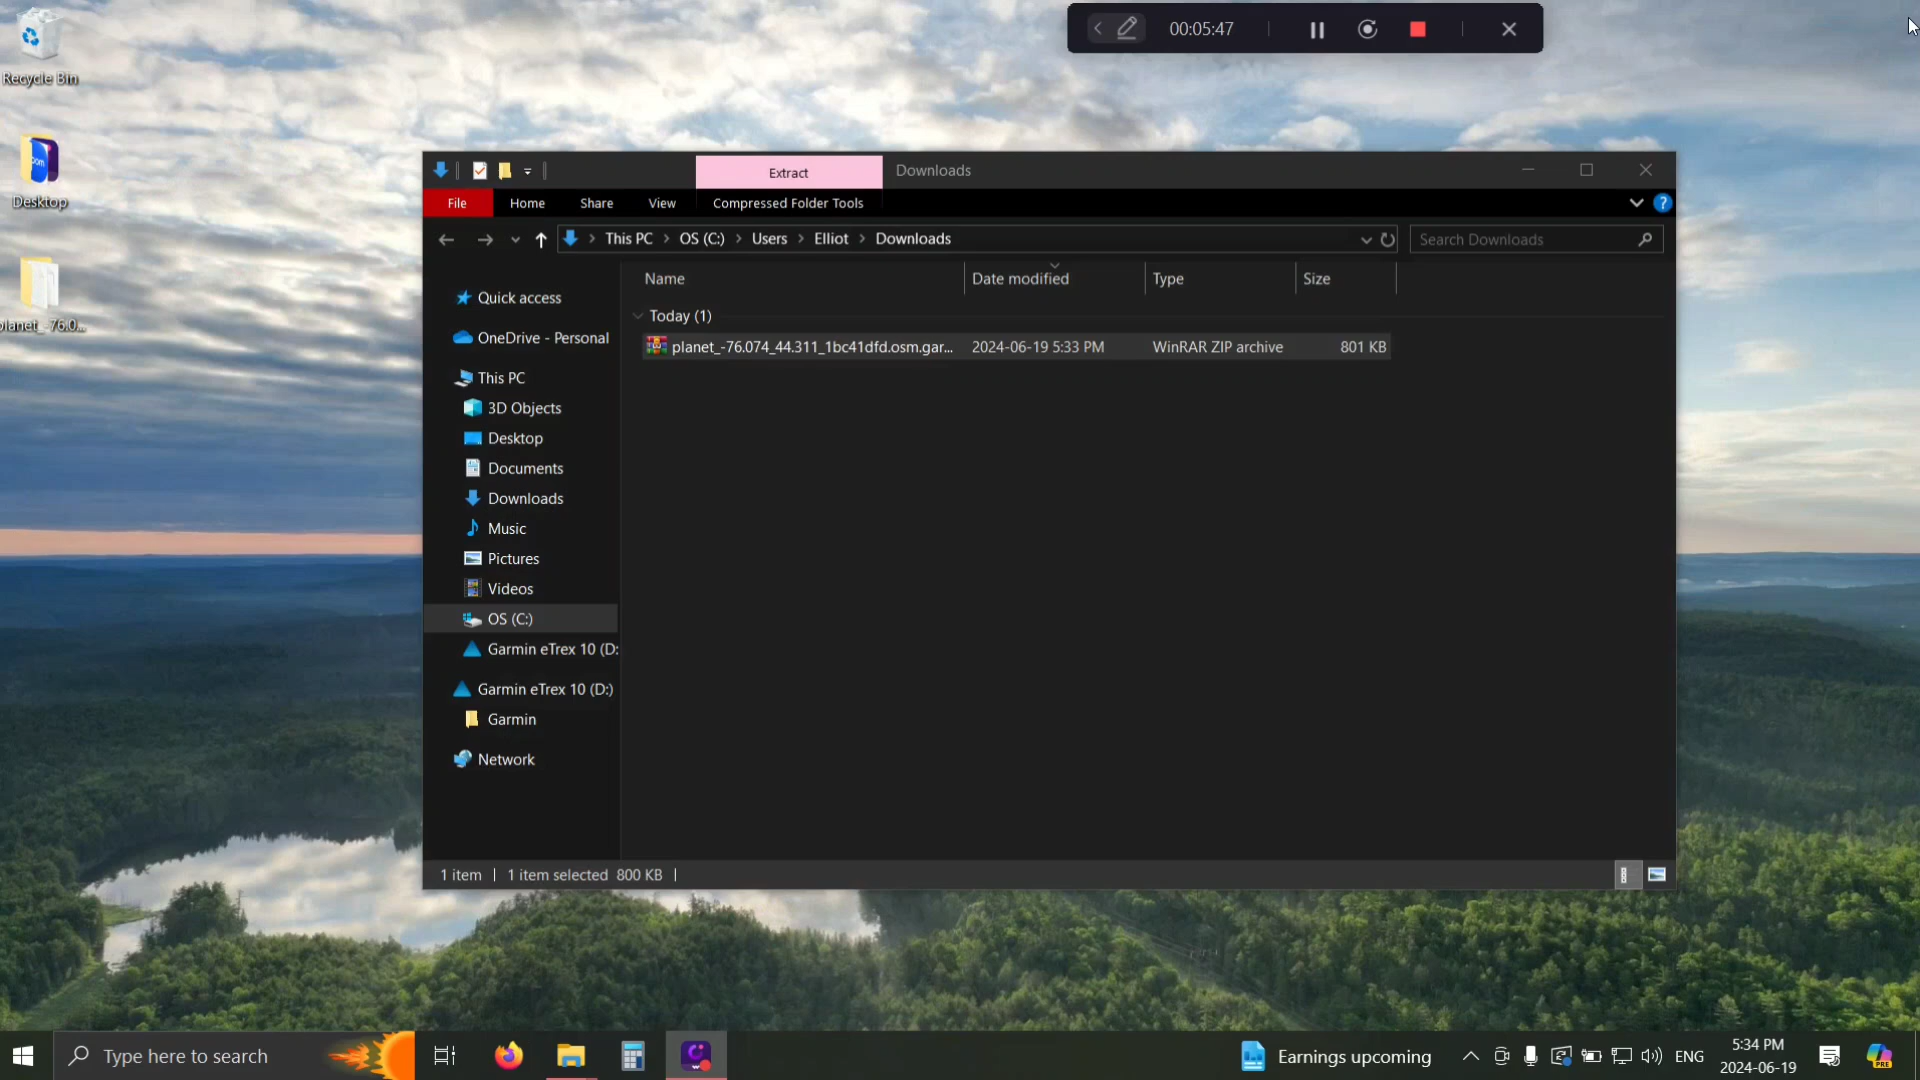 Recycle Bin
00:05:47
Desktop
planet_-76.0...
Extract
Downloads
File
Home
Share
View
Compressed Folder Tools
?
This PC > OS (C:) > Users > Elliot > Downloads
Search Downloads
Name
Date modified
Type
Size
Quick access
OneDrive - Personal
This PC
3D Objects
Desktop
Documents
Downloads
Music
Pictures
Videos
OS (C:)
Garmin eTrex 10 (D:
Garmin eTrex 10 (D:)
Garmin
Network
Today (1)
planet_-76.074_44.311_1bc41dfd.osm.gar...
2024-06-19 5:33 PM
WinRAR ZIP archive
801 KB
1 item
1 item selected 800 KB
Type here to search
Earnings upcoming
ENG
5:34 PM
2024-06-19
PRE